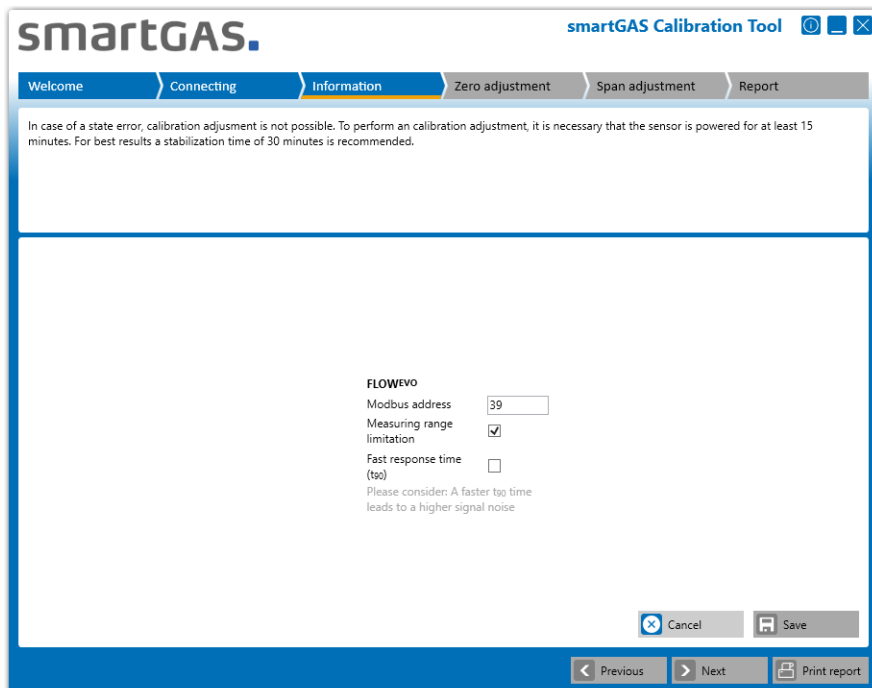 smartGAS.
smartGAS Calibration Tool
Welcome
Connecting
Information
Zero adjustment
Span adjustment
Report
In case of a state error, calibration adjusment is not possible. To perform an calibration adjustment, it is necessary that the sensor is powered for at least 15
minutes. For best results a stabilization time of 30 minutes is recommended.
FLOWEVO
Modbus address
39
Measuring range
limitation
Fast response time
(t90)
Please consider: A faster t90 time
leads to a higher signal noise
Cancel
Save
Previous
Next
Print report